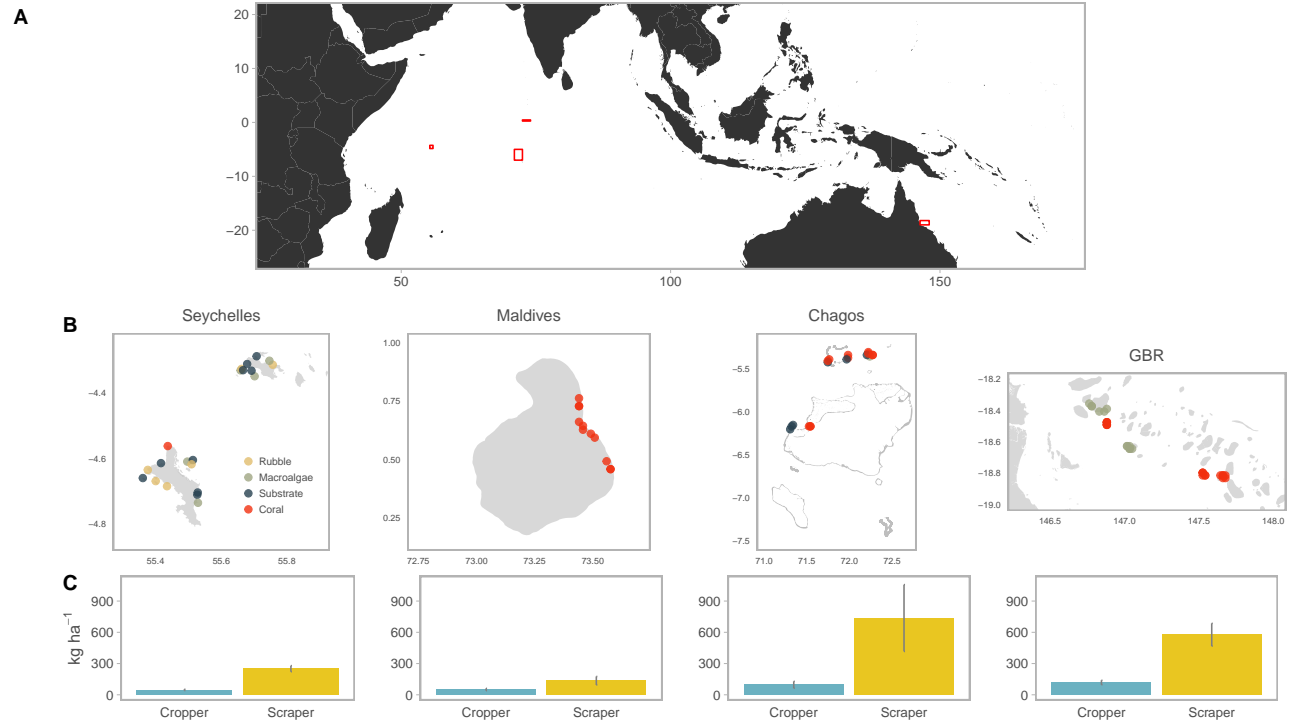 A
20
10
0
−10
−20
50
100
150
B
Seychelles
−4.4
−4.6
−4.8
55.4
55.6
55.8
Rubble
Macroalgae
Substrate
Coral
Maldives
1.00
0.75
0.50
0.25
72.75
73.00
73.25
73.50
Chagos
−5.5
−6.0
−6.5
−7.0
−7.5
71.0
71.5
72.0
72.5
GBR
−18.2
−18.4
−18.6
−18.8
−19.0
146.5
147.0
147.5
148.0
C
kg ha⁻¹
900
600
300
0
Cropper
Scraper
900
600
300
0
Cropper
Scraper
900
600
300
0
Cropper
Scraper
900
600
300
0
Cropper
Scraper